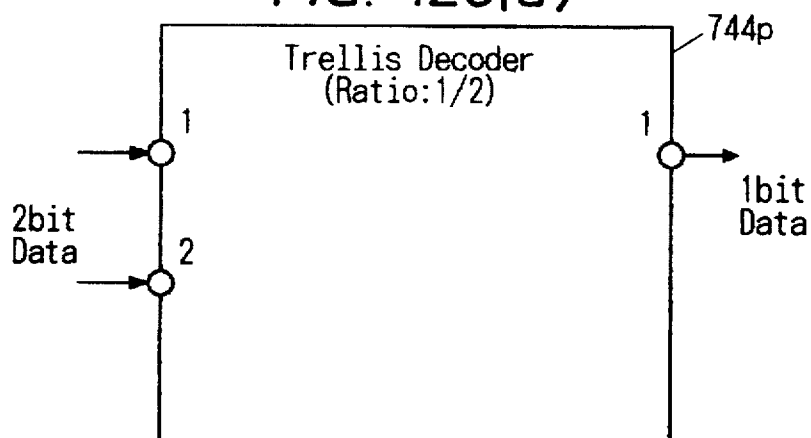 744p
Trellis Decoder
(Ratio:1/2)
1
1
2bit
Data
1bit
Data
2